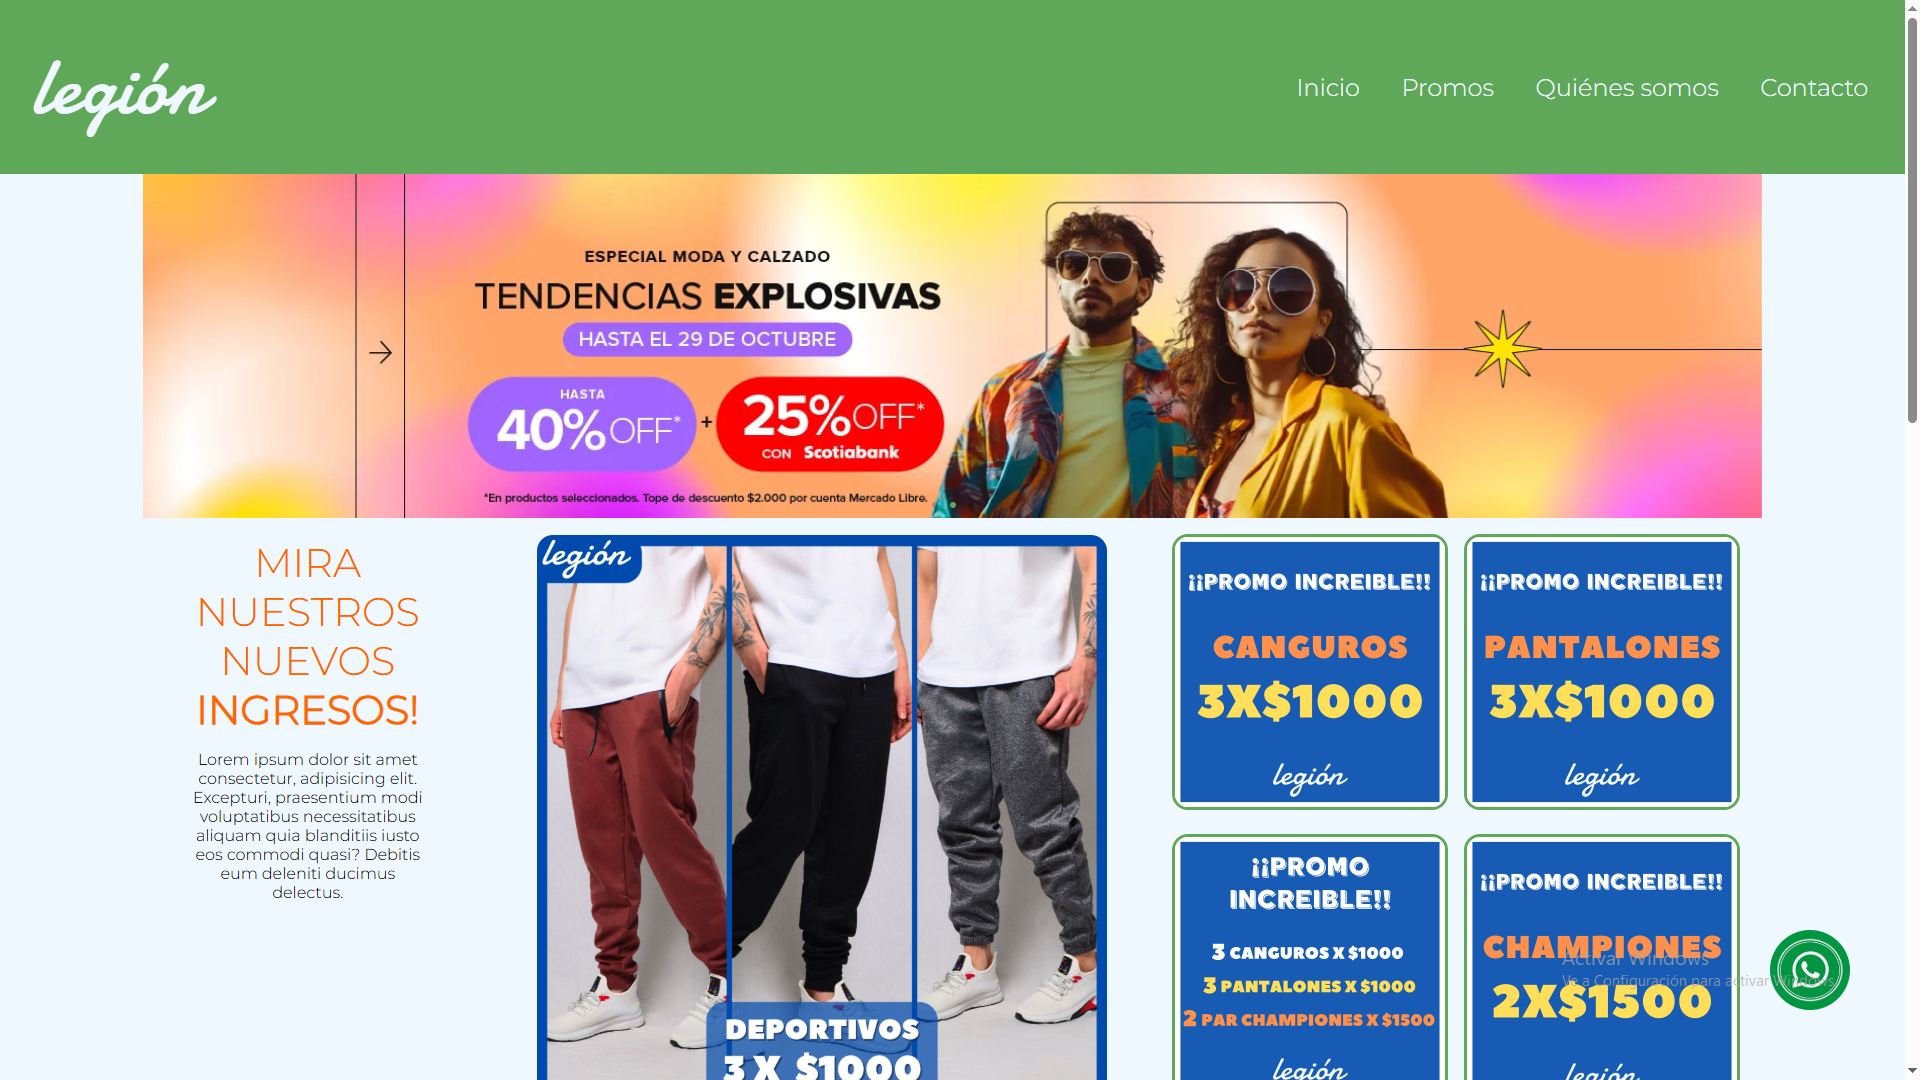 legión
Inicio
Promos
Quiénes somos
Contacto
ESPECIAL MODA Y CALZADO
TENDENCIAS EXPLOSIVAS
HASTA EL 29 DE OCTUBRE
HASTA
40% OFF*
+
25% OFF*
CON Scotiabank
*En productos seleccionados. Tope de descuento $2.000 por cuenta Mercado Libre.
MIRA
NUESTROS
NUEVOS
INGRESOS!
Lorem ipsum dolor sit amet
consectetur, adipisicing elit.
Excepturi, praesentium modi
voluptatibus necessitatibus
aliquam quia blanditiis iusto
eos commodi quasi? Debitis
eum deleniti ducimus
delectus.
legión
DEPORTIVOS
3 X $1000
¡¡PROMO INCREIBLE!!
CANGUROS
3X$1000
legión
¡¡PROMO INCREIBLE!!
PANTALONES
3X$1000
legión
¡¡PROMO
INCREIBLE!!
3 CANGUROS X $1000
3 PANTALONES X $1000
2 PAR CHAMPIONES X $1500
legión
¡¡PROMO INCREIBLE!!
CHAMPIONES
2X$1500
legión
Activar Windows
Ve a Configuración para activar Windows.